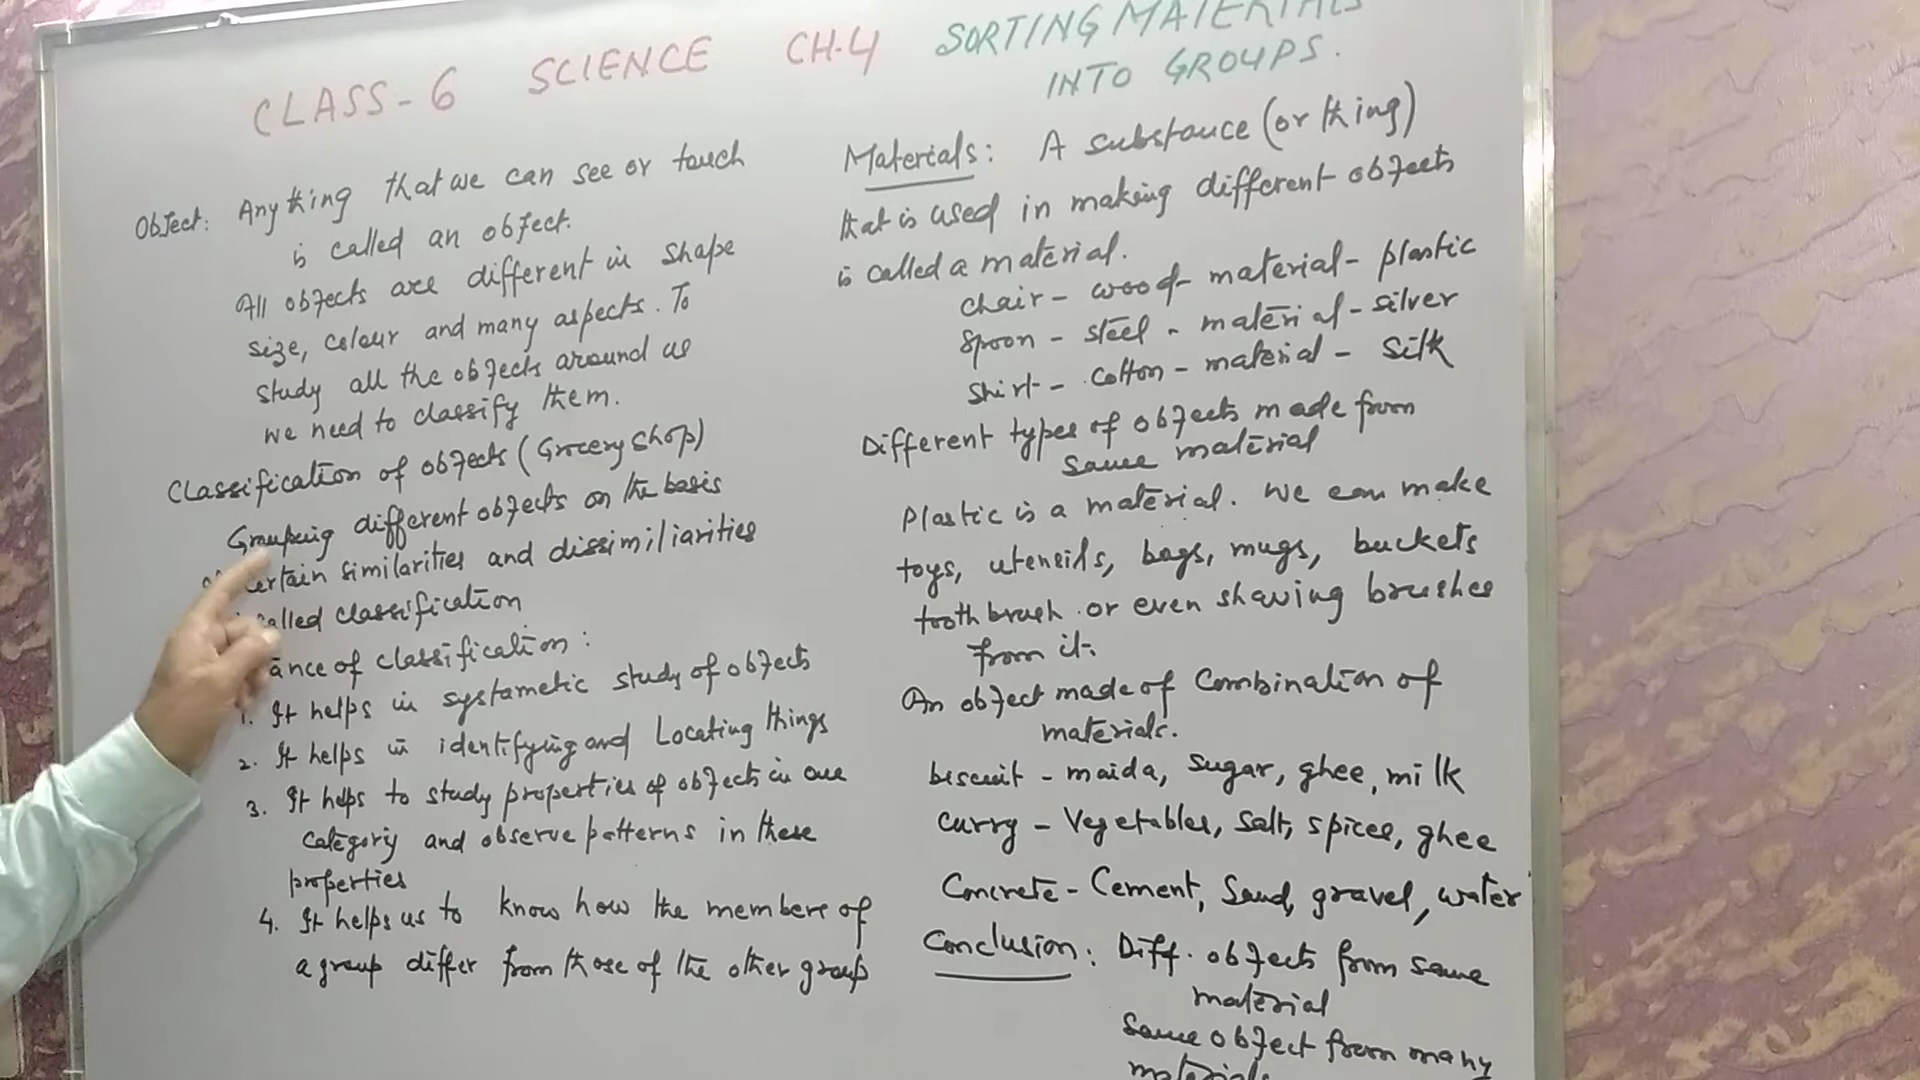 CLASS-6 SCIENCE CH-4 SORTING MATERIALS
INTO GROUPS.
Object: Anything that we can see or touch
is called an object.
All objects are different in shape
size, colour and many aspects. To
study all the objects around us
we need to classify them.
Classification of objects (Grocery shop)
Grouping different objects on the basis
certain similarities and dissimiliarities
called classification
ance of classification:
1. It helps in systametic study of objects
2. It helps in identifying and Locating things
3. It helps to study properties of objects in one
category and observe patterns in these
properties
4. It helps us to know how the members of
a group differ from those of the other group
Materials: A substance (or thing)
that is used in making different objects
is called a material.
chair - wood - material - plastic
Spoon - steel - material - silver
Shirt - cotton - material - silk
Different types of objects made from
same material
Plastic is a material. We can make
toys, utensils, bags, mugs, buckets
tooth brush or even shaving brushes
from it.
An object made of Combination of
materials.
biscuit - maida, sugar, ghee, milk
curry - Vegetables, salt, spices, ghee
Concrete - Cement, Sand, gravel, water
Conclusion: Diff. objects from same
material
Same object from many
materials